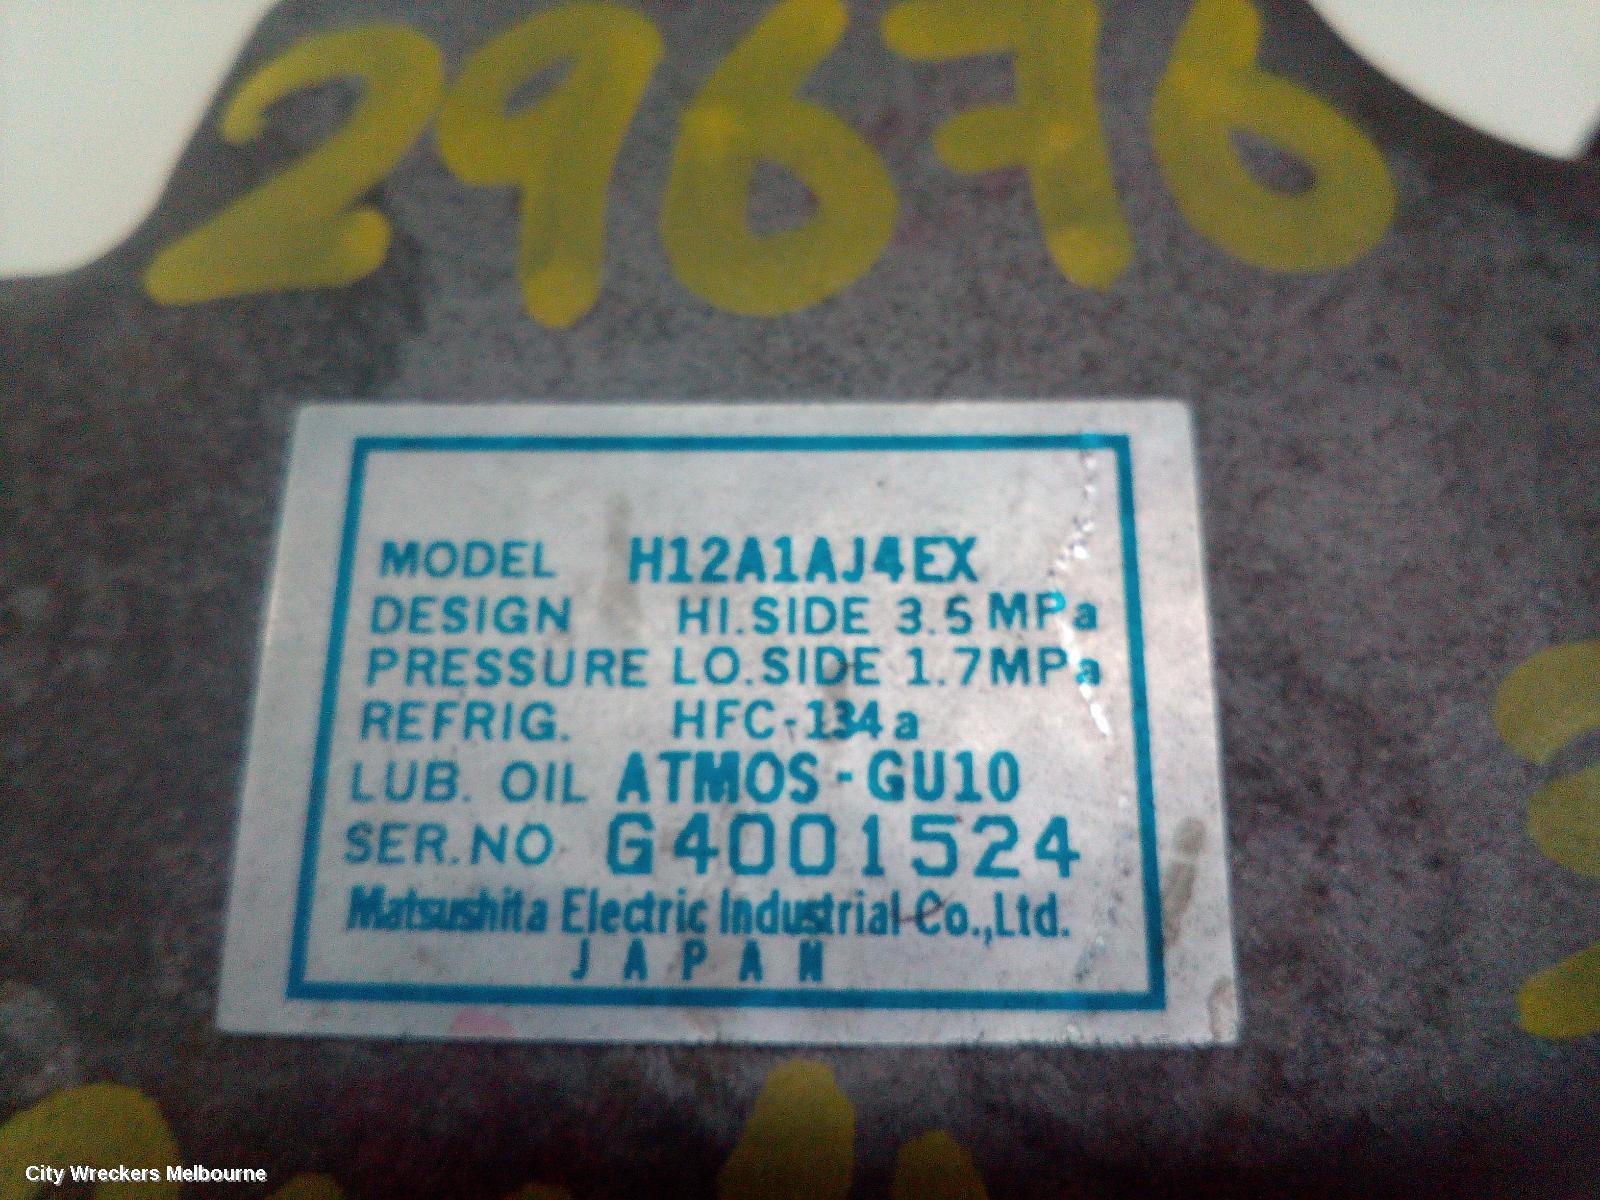 29676
MODEL H12A1AJ4EX
DESIGN HI.SIDE 3.5 MPa
PRESSURE LO.SIDE 1.7MPa
REFRIG. HFC-134a
LUB. OIL ATMOS-GU10
SER.NO G4001524
Matsushita Electric Industrial Co.,Ltd.
JAPAN
City Wreckers Melbourne